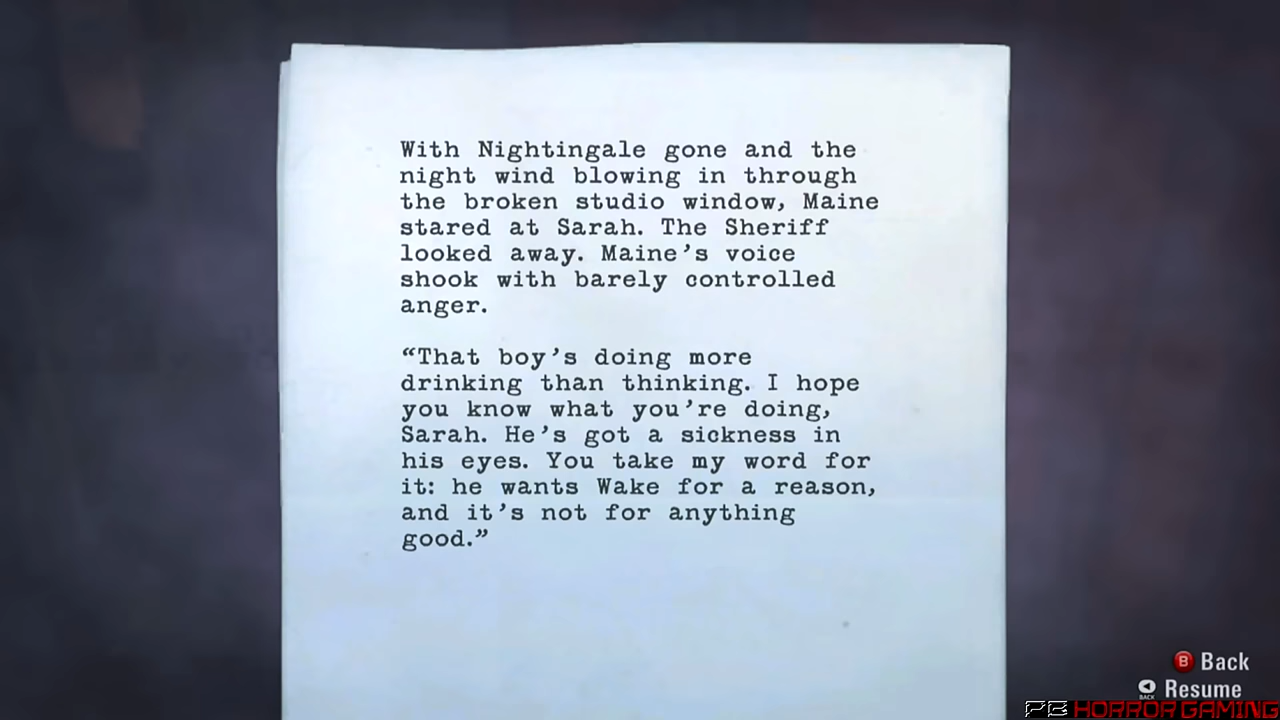 With Nightingale gone and the
night wind blowing in through
the broken studio window, Maine
stared at Sarah. The Sheriff
looked away. Maine’s voice
shook with barely controlled
anger.
“That boy’s doing more
drinking than thinking. I hope
you know what you’re doing,
Sarah. He’s got a sickness in
his eyes. You take my word for
it: he wants Wake for a reason,
and it’s not for anything
good.”
B Back
BACK Resume
PE HORROR GAMING